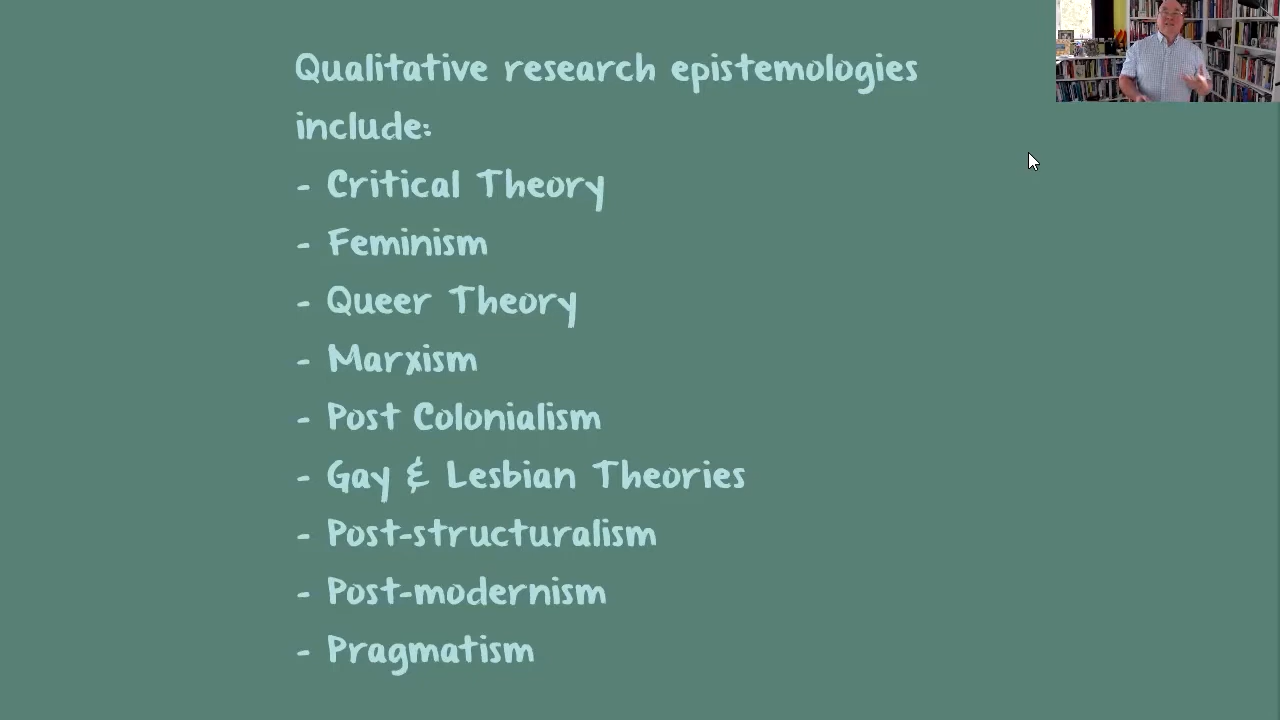 Qualitative research epistemologies
include:
- Critical Theory
- Feminism
- Queer Theory
- Marxism
- Post Colonialism
- Gay & Lesbian Theories
- Post-structuralism
- Post-modernism
- Pragmatism